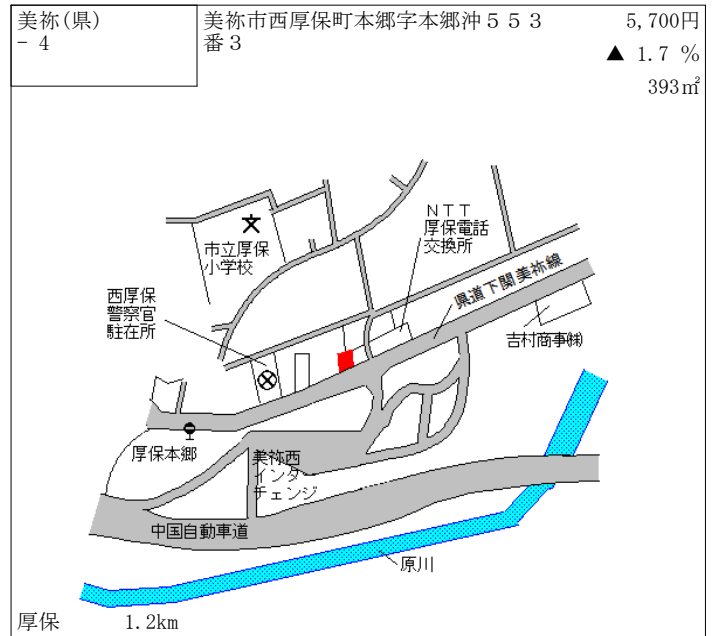 美祢(県)
- 4
美祢市西厚保町本郷字本郷沖５５３
番３
5,700円
▲ 1.7 %
393㎡
ＮＴＴ
厚保電話
交換所
市立厚保
小学校
西厚保
警察官
駐在所
県道下関美祢線
吉村商事㈱
厚保本郷
美祢西
インター
チェンジ
中国自動車道
原川
厚保 1.2km